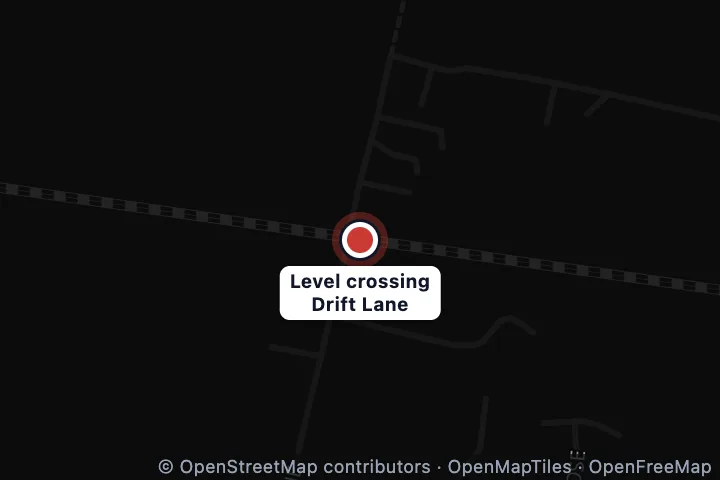 Level crossing
Drift Lane
© OpenStreetMap contributors · OpenMapTiles · OpenFreeMap